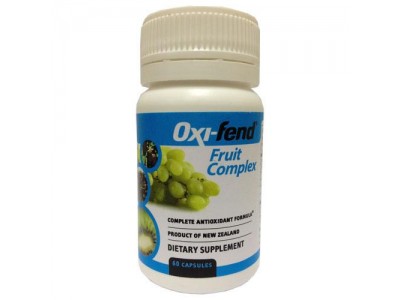 Oxi-fend®
Fruit
Complex
COMPLETE ANTIOXIDANT FORMULA
PRODUCT OF NEW ZEALAND
DIETARY SUPPLEMENT
60 CAPSULES